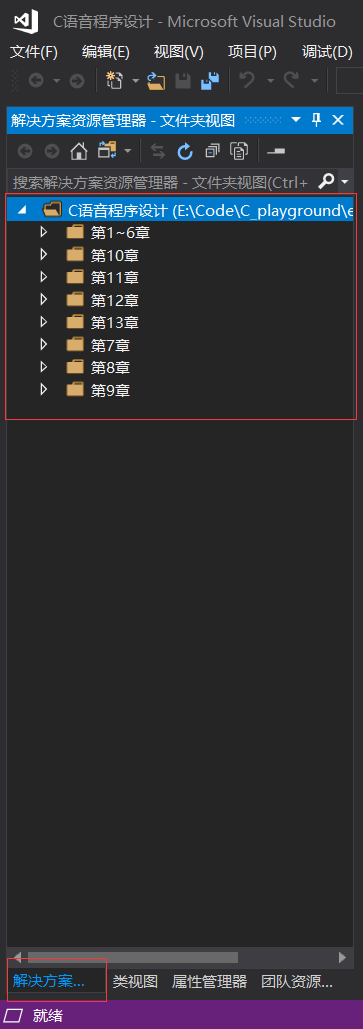 C语音程序设计 - Microsoft Visual Studio
文件(F) 编辑(E) 视图(V) 项目(P) 调试(D)
解决方案资源管理器 - 文件夹视图
搜索解决方案资源管理器 - 文件夹视图(Ctrl+
C语音程序设计 (E:\Code\C_playground\e
第1~6章
第10章
第11章
第12章
第13章
第7章
第8章
第9章
解决方案... 类视图 属性管理器 团队资源...
就绪